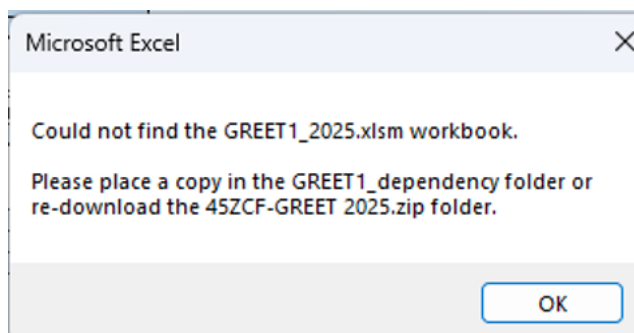 Microsoft Excel
Could not find the GREET1_2025.xlsm workbook.
Please place a copy in the GREET1_dependency folder or
re-download the 45ZCF-GREET 2025.zip folder.
OK